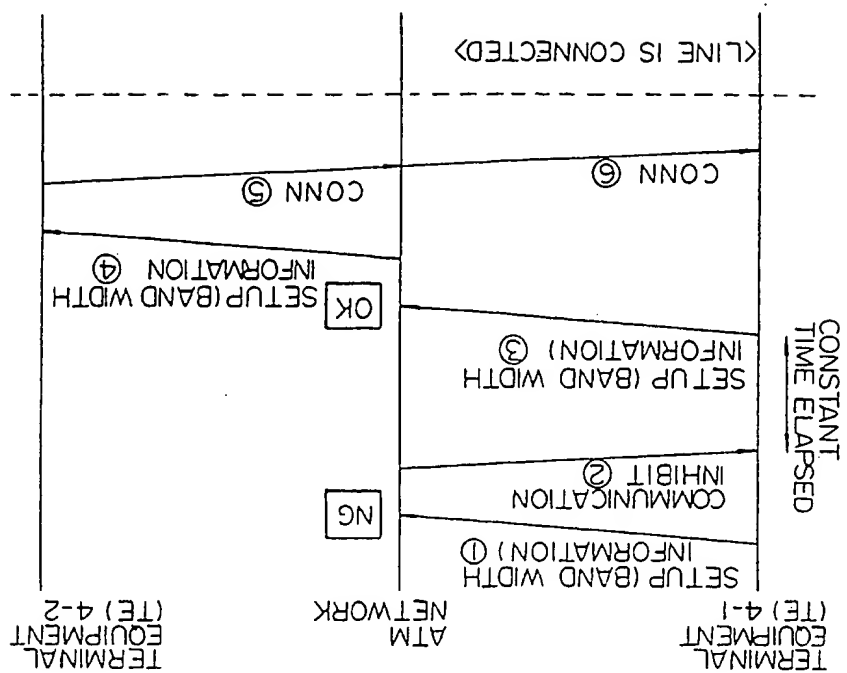 TERMINAL
EQUIPMENT
(TE) 4-1
ATM
NETWORK
TERMINAL
EQUIPMENT
(TE) 4-2
SETUP (BAND WIDTH
INFORMATION) ①
NG
COMMUNICATION
INHIBIT ②
CONSTANT
TIME ELAPSED
SETUP (BAND WIDTH
INFORMATION) ③
OK
SETUP (BAND WIDTH
INFORMATION ④
CONN ⑤
CONN ⑥
<LINE IS CONNECTED>